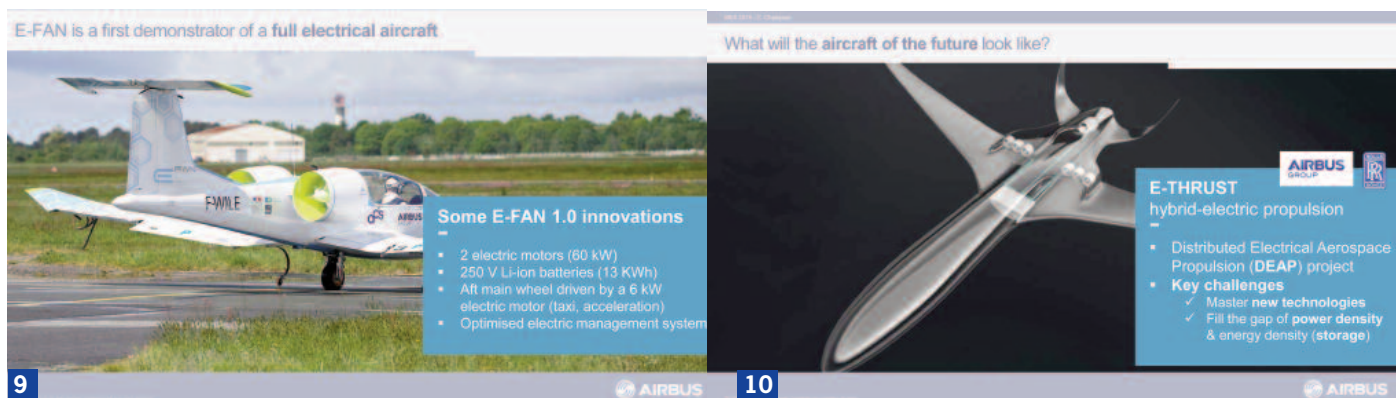 E-FAN is a first demonstrator of a full electrical aircraft
E-FAN
F-WILE
AIRBUS
Some E-FAN 1.0 innovations
2 electric motors (60 kW)
250 V Li-ion batteries (13 KWh)
Aft main wheel driven by a 6 kW
electric motor (taxi, acceleration)
Optimised electric management system
9
AIRBUS
What will the aircraft of the future look like?
AIRBUS
GROUP
RR
E-THRUST
hybrid-electric propulsion
Distributed Electrical Aerospace
Propulsion (DEAP) project
Key challenges
✓ Master new technologies
✓ Fill the gap of power density
& energy density (storage)
10
AIRBUS